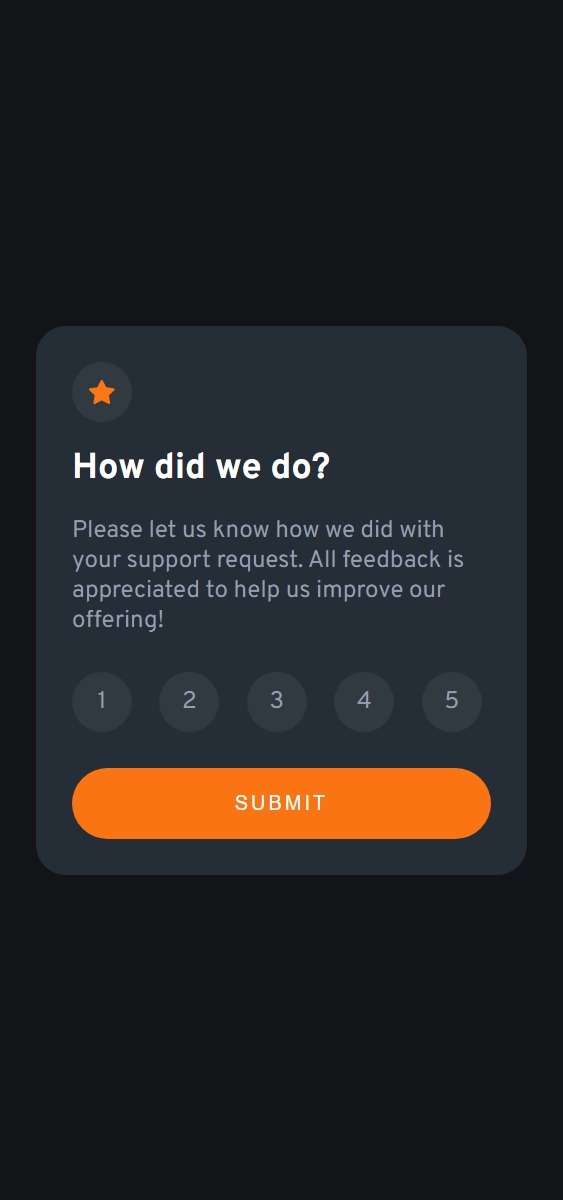 How did we do?
Please let us know how we did with
your support request. All feedback is
appreciated to help us improve our
offering!
1 2 3 4 5
SUBMIT